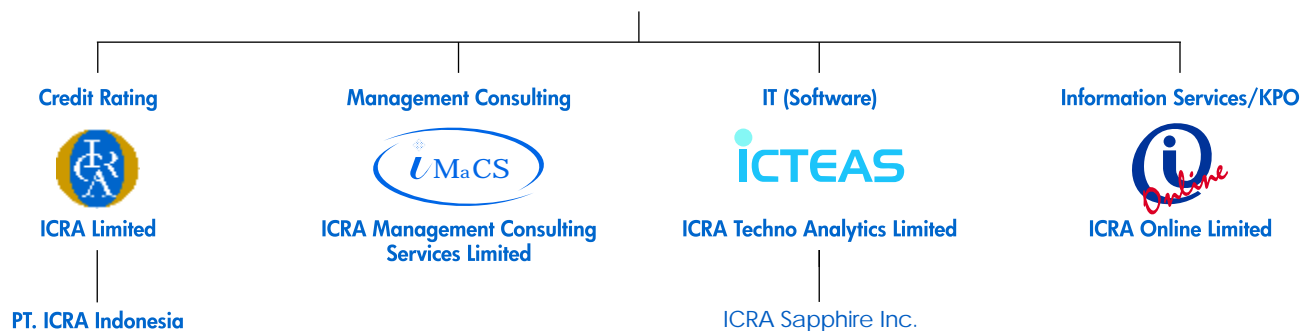 Credit Rating
Management Consulting
IT (Software)
Information Services/KPO
ICRA
iMaCS
iCTEAS
i Online
ICRA Limited
ICRA Management Consulting
Services Limited
ICRA Techno Analytics Limited
ICRA Online Limited
PT. ICRA Indonesia
ICRA Sapphire Inc.